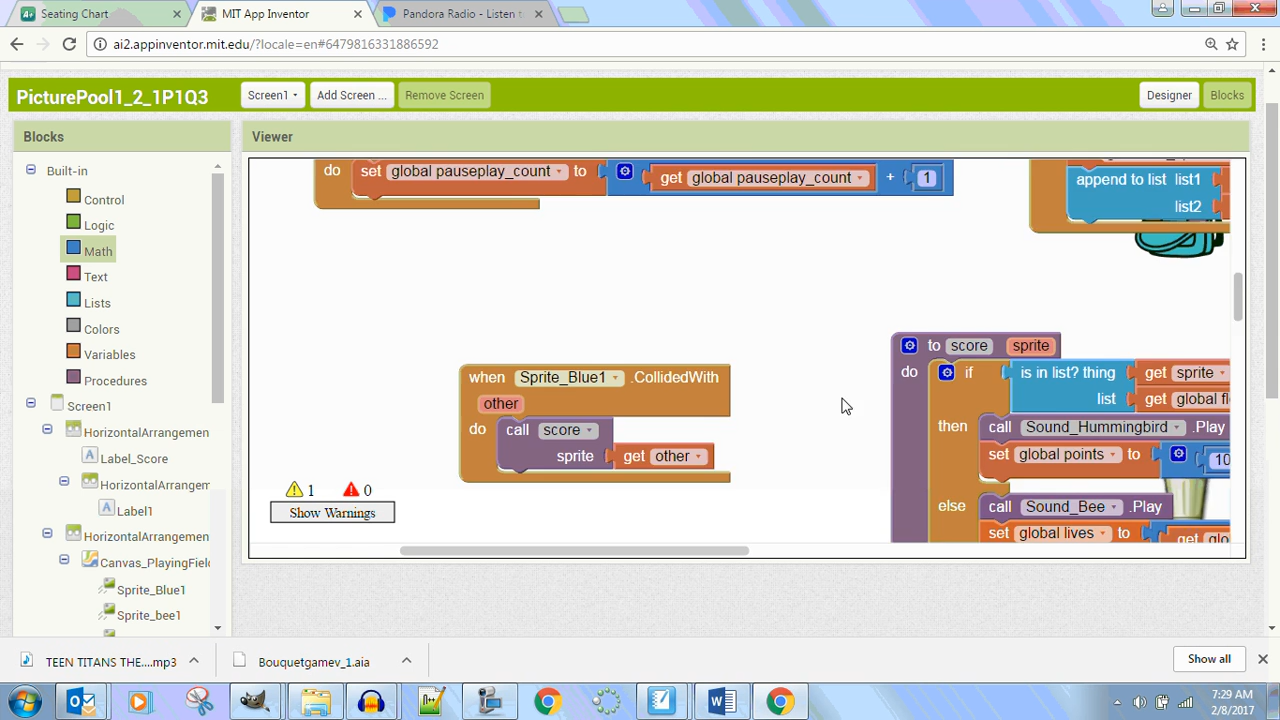 Seating Chart
MIT App Inventor
Pandora Radio - Listen t
ai2.appinventor.mit.edu/?locale=en#6479816331886592
PicturePool1_2_1P1Q3
Screen1
Add Screen ...
Remove Screen
Designer
Blocks
Blocks
Viewer
Built-in
Control
Logic
Math
Text
Lists
Colors
Variables
Procedures
Screen1
HorizontalArrangemen
Label_Score
HorizontalArrangem
Label1
HorizontalArrangemen
Canvas_PlayingField
Sprite_Blue1
Sprite_bee1
do set global pauseplay_count to get global pauseplay_count + 1
append to list list1
list2
when Sprite_Blue1 .CollidedWith
other
do call score
sprite get other
to score sprite
do if is in list? thing get sprite
list get global f
then call Sound_Hummingbird .Play
set global points to 10
else call Sound_Bee .Play
set global lives to get glo
1 0
Show Warnings
TEEN TITANS THE....mp3
Bouquetgamev_1.aia
Show all
7:29 AM
2/8/2017